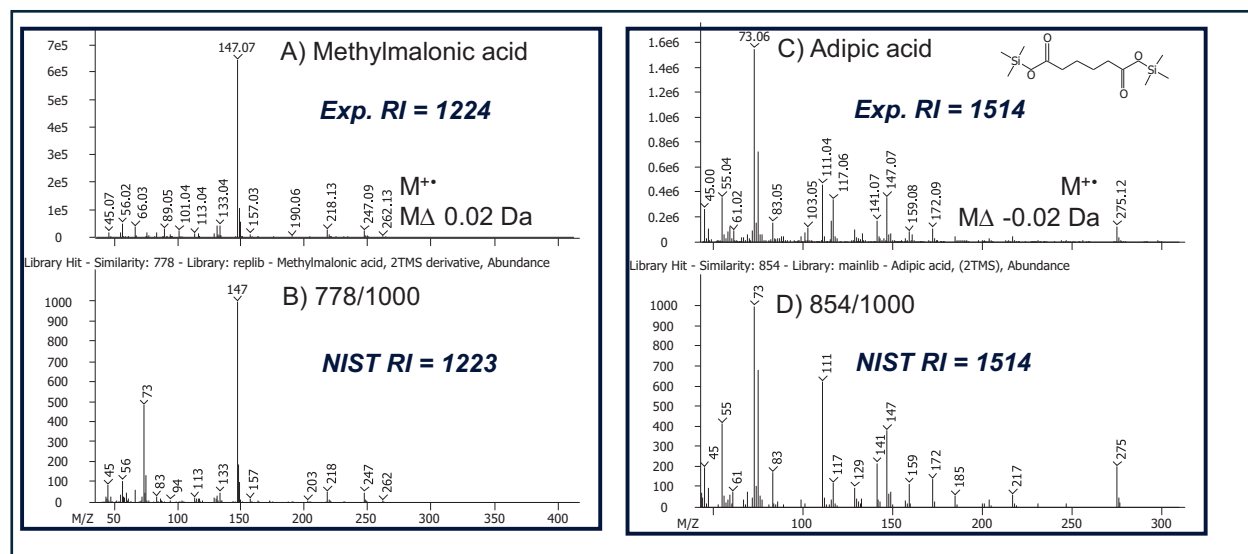 A) Methylmalonic acid
7e5
6e5
5e5
4e5
3e5
2e5
1e5
0
147.07
Exp. RI = 1224
45.07
56.02
66.03
89.05
101.04
113.04
133.04
157.03
190.06
218.13
247.09
262.13
M+•
MΔ 0.02 Da
Library Hit - Similarity: 778 - Library: replib - Methylmalonic acid, 2TMS derivative, Abundance
B) 778/1000
1000
900
800
700
600
500
400
300
200
100
0
147
NIST RI = 1223
73
45
56
83
94
113
133
157
203
218
247
262
M/Z 50 100 150 200 250 300 350 400
C) Adipic acid
1.6e6
1.4e6
1.2e6
1.0e6
0.8e6
0.6e6
0.4e6
0.2e6
0.0
73.06
O
Si
O
O
O
Si
Exp. RI = 1514
45.00
55.04
61.02
83.05
103.05
111.04
117.06
141.07
147.07
159.08
172.09
275.12
M+•
MΔ -0.02 Da
Library Hit - Similarity: 854 - Library: mainlib - Adipic acid, (2TMS), Abundance
D) 854/1000
1000
900
800
700
600
500
400
300
200
100
0
73
NIST RI = 1514
45
55
61
83
111
117
129
141
147
159
172
185
217
275
M/Z 100 150 200 250 300